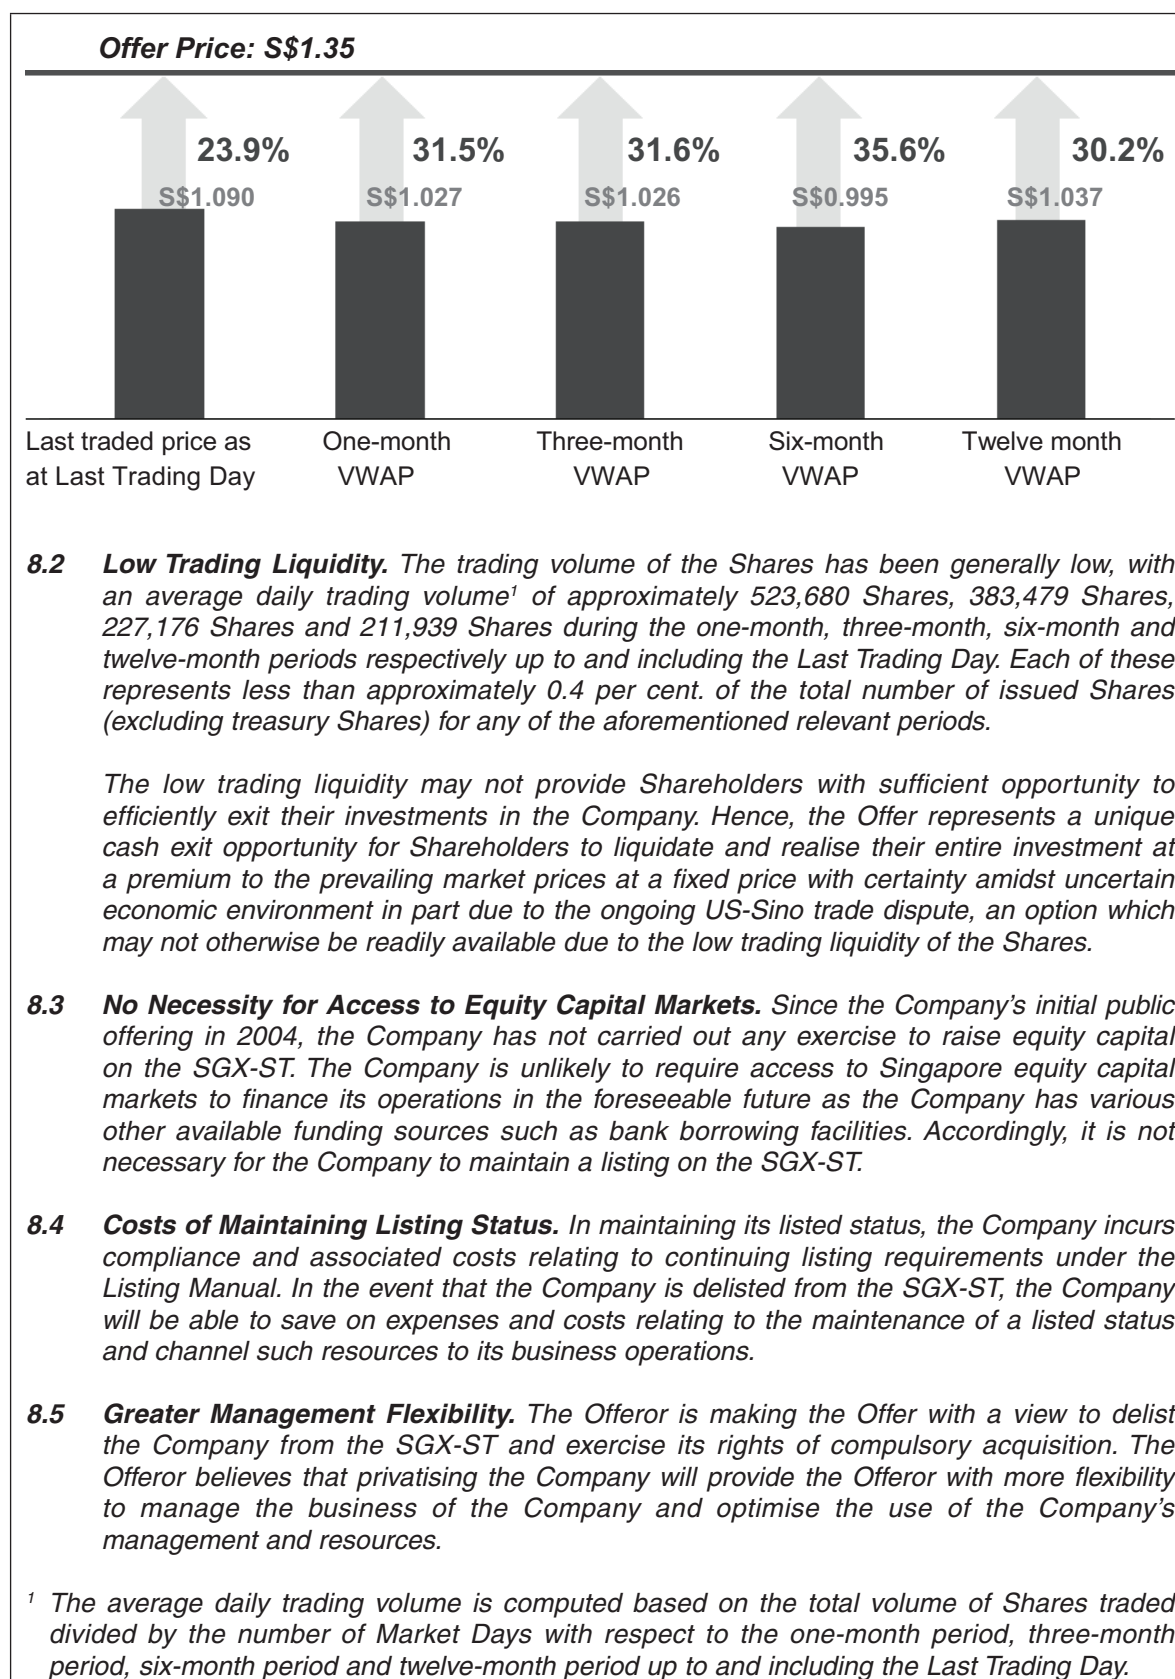 Offer Price: S$1.35
23.9% 31.5% 31.6% 35.6% 30.2%
S$1.090 S$1.027 S$1.026 S$0.995 S$1.037
Last traded price as at Last Trading Day
One-month VWAP
Three-month VWAP
Six-month VWAP
Twelve month VWAP
8.2 Low Trading Liquidity. The trading volume of the Shares has been generally low, with
an average daily trading volume1 of approximately 523,680 Shares, 383,479 Shares,
227,176 Shares and 211,939 Shares during the one-month, three-month, six-month and
twelve-month periods respectively up to and including the Last Trading Day. Each of these
represents less than approximately 0.4 per cent. of the total number of issued Shares
(excluding treasury Shares) for any of the aforementioned relevant periods.
The low trading liquidity may not provide Shareholders with sufficient opportunity to
efficiently exit their investments in the Company. Hence, the Offer represents a unique
cash exit opportunity for Shareholders to liquidate and realise their entire investment at
a premium to the prevailing market prices at a fixed price with certainty amidst uncertain
economic environment in part due to the ongoing US-Sino trade dispute, an option which
may not otherwise be readily available due to the low trading liquidity of the Shares.
8.3 No Necessity for Access to Equity Capital Markets. Since the Company's initial public
offering in 2004, the Company has not carried out any exercise to raise equity capital
on the SGX-ST. The Company is unlikely to require access to Singapore equity capital
markets to finance its operations in the foreseeable future as the Company has various
other available funding sources such as bank borrowing facilities. Accordingly, it is not
necessary for the Company to maintain a listing on the SGX-ST.
8.4 Costs of Maintaining Listing Status. In maintaining its listed status, the Company incurs
compliance and associated costs relating to continuing listing requirements under the
Listing Manual. In the event that the Company is delisted from the SGX-ST, the Company
will be able to save on expenses and costs relating to the maintenance of a listed status
and channel such resources to its business operations.
8.5 Greater Management Flexibility. The Offeror is making the Offer with a view to delist
the Company from the SGX-ST and exercise its rights of compulsory acquisition. The
Offeror believes that privatising the Company will provide the Offeror with more flexibility
to manage the business of the Company and optimise the use of the Company's
management and resources.
1 The average daily trading volume is computed based on the total volume of Shares traded
divided by the number of Market Days with respect to the one-month period, three-month
period, six-month period and twelve-month period up to and including the Last Trading Day.